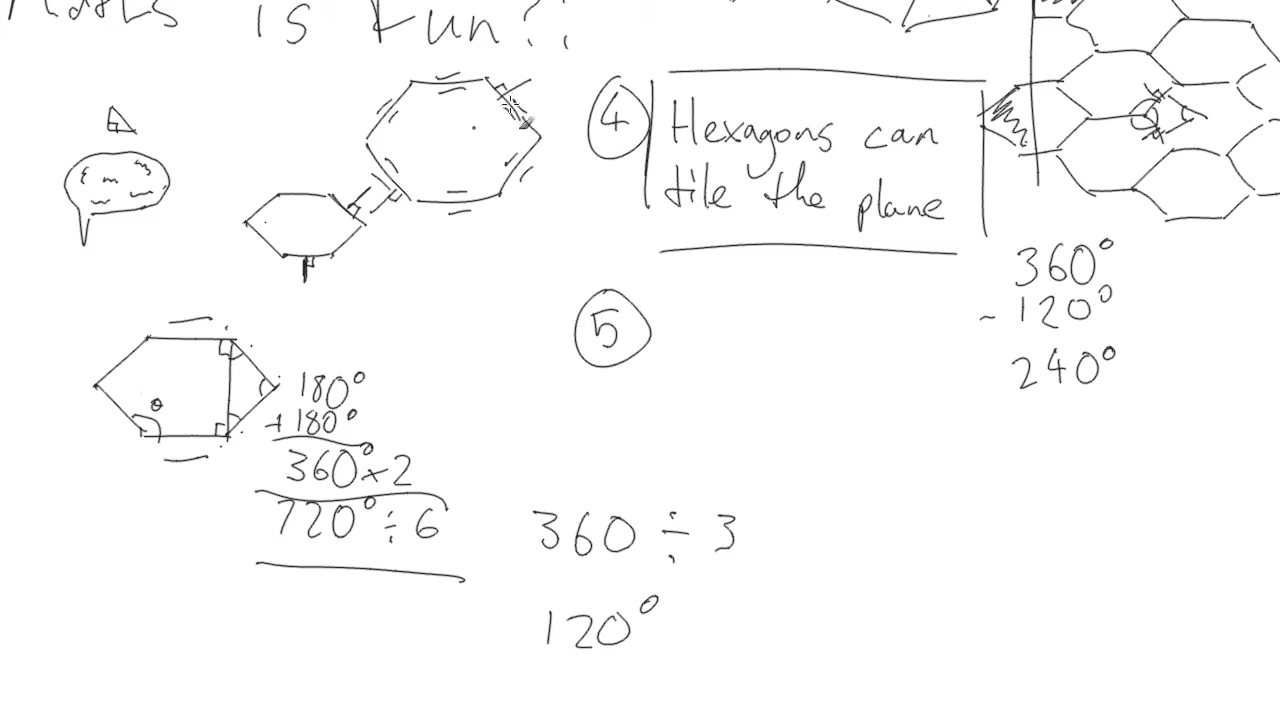 Maths is Fun??
4
Hexagons can
tile the plane
360°
- 120°
240°
5
θ
180°
+ 180°
360° × 2
720° ÷ 6
360 ÷ 3
120°